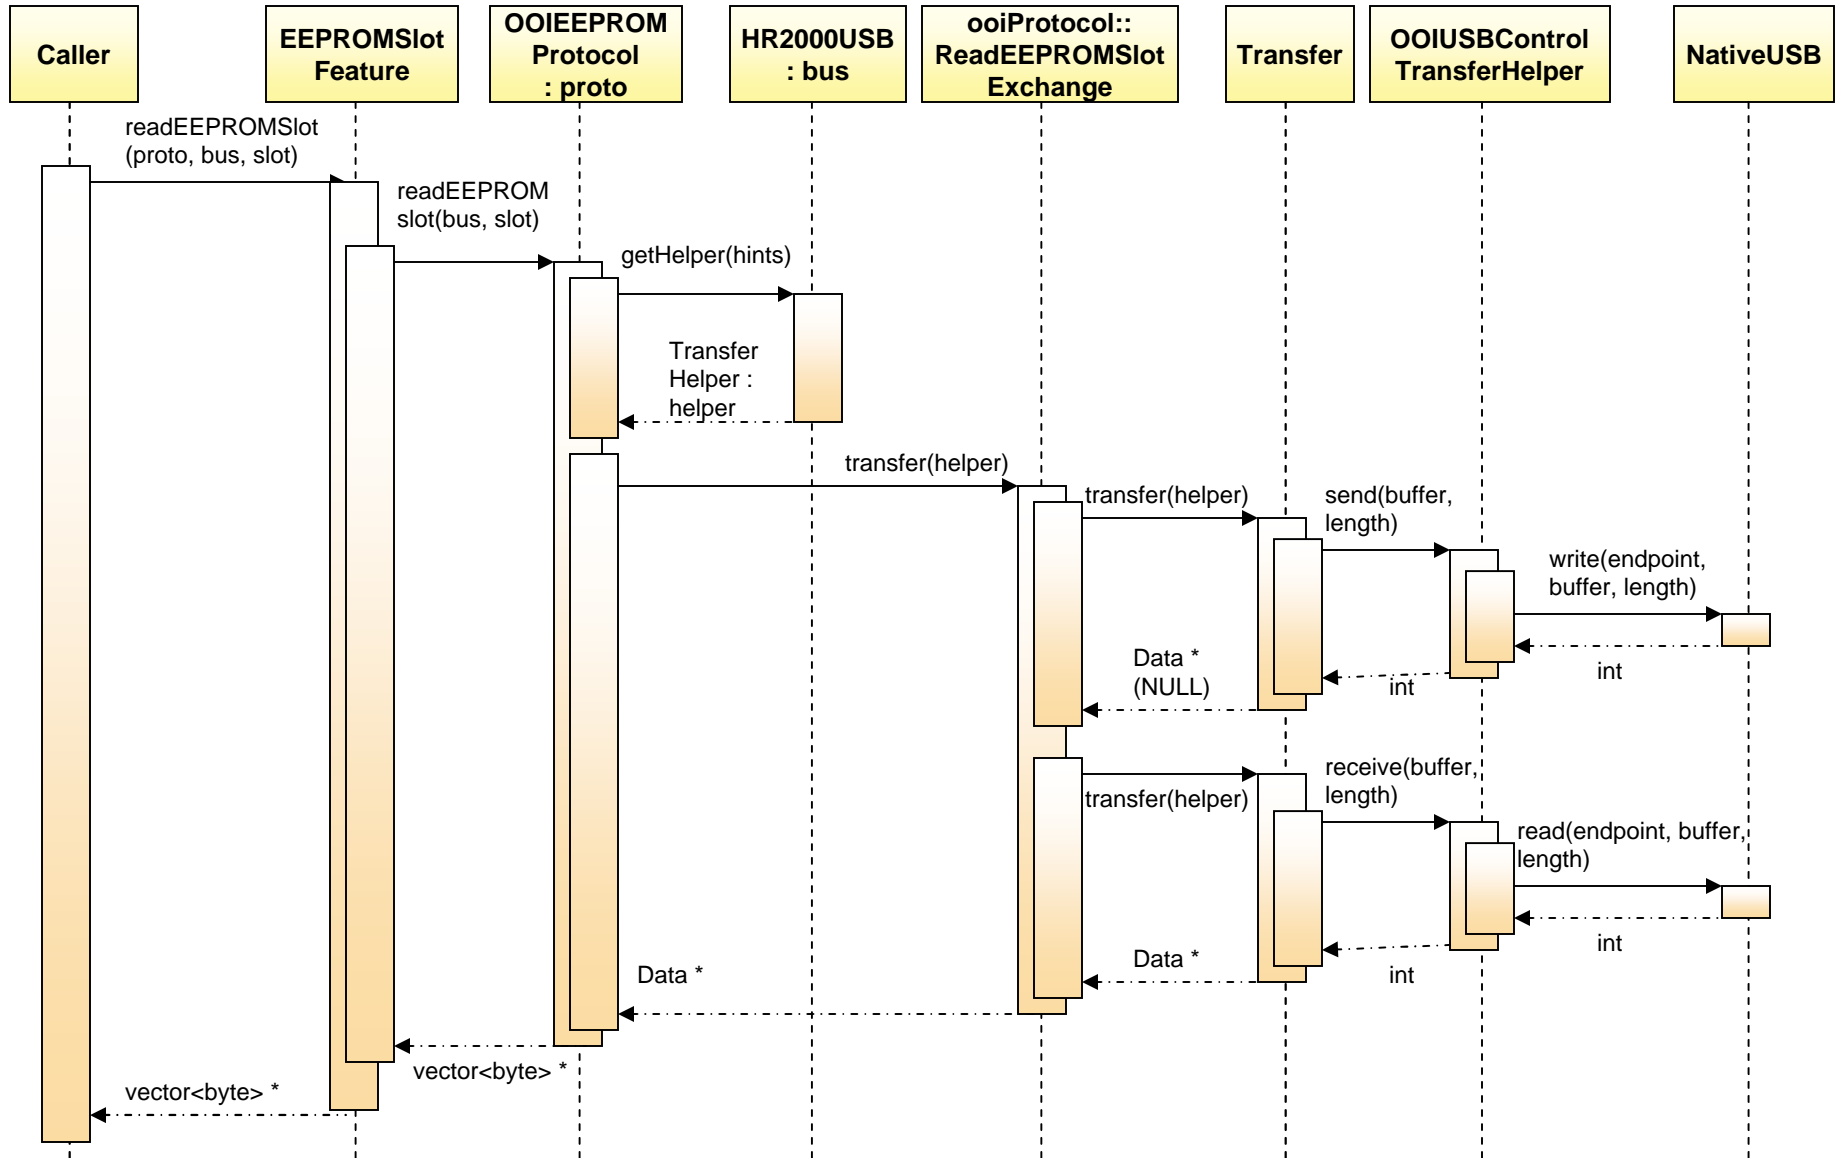 Caller
EEPROMSlot
Feature
OOIEEPROM
Protocol
: proto
HR2000USB
: bus
ooiProtocol::
ReadEEPROMSlot
Exchange
Transfer
OOIUSBControl
TransferHelper
NativeUSB
readEEPROMSlot
(proto, bus, slot)
readEEPROM
slot(bus, slot)
getHelper(hints)
Transfer
Helper :
helper
transfer(helper)
transfer(helper)
send(buffer,
length)
write(endpoint,
buffer, length)
int
int
Data *
(NULL)
transfer(helper)
receive(buffer,
length)
read(endpoint, buffer,
length)
int
int
Data *
Data *
vector<byte> *
vector<byte> *